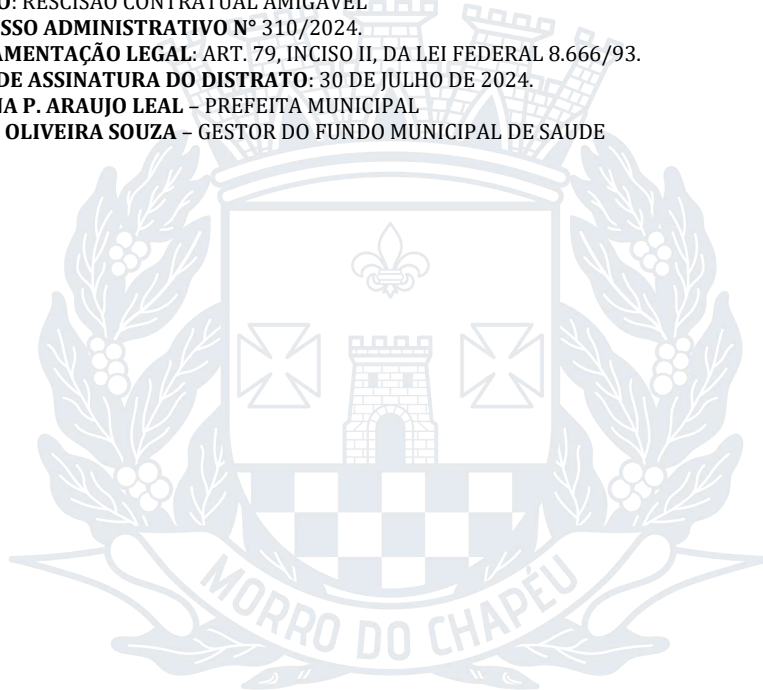 O: RESCISÃO CONTRATUAL AMIGÁVEL
SSO ADMINISTRATIVO N° 310/2024.
AMENTAÇÃO LEGAL: ART. 79, INCISO II, DA LEI FEDERAL 8.666/93.
DE ASSINATURA DO DISTRATO: 30 DE JULHO DE 2024.
NA P. ARAUJO LEAL – PREFEITA MUNICIPAL
OLIVEIRA SOUZA – GESTOR DO FUNDO MUNICIPAL DE SAUDE
MORRO DO CHAPÉU